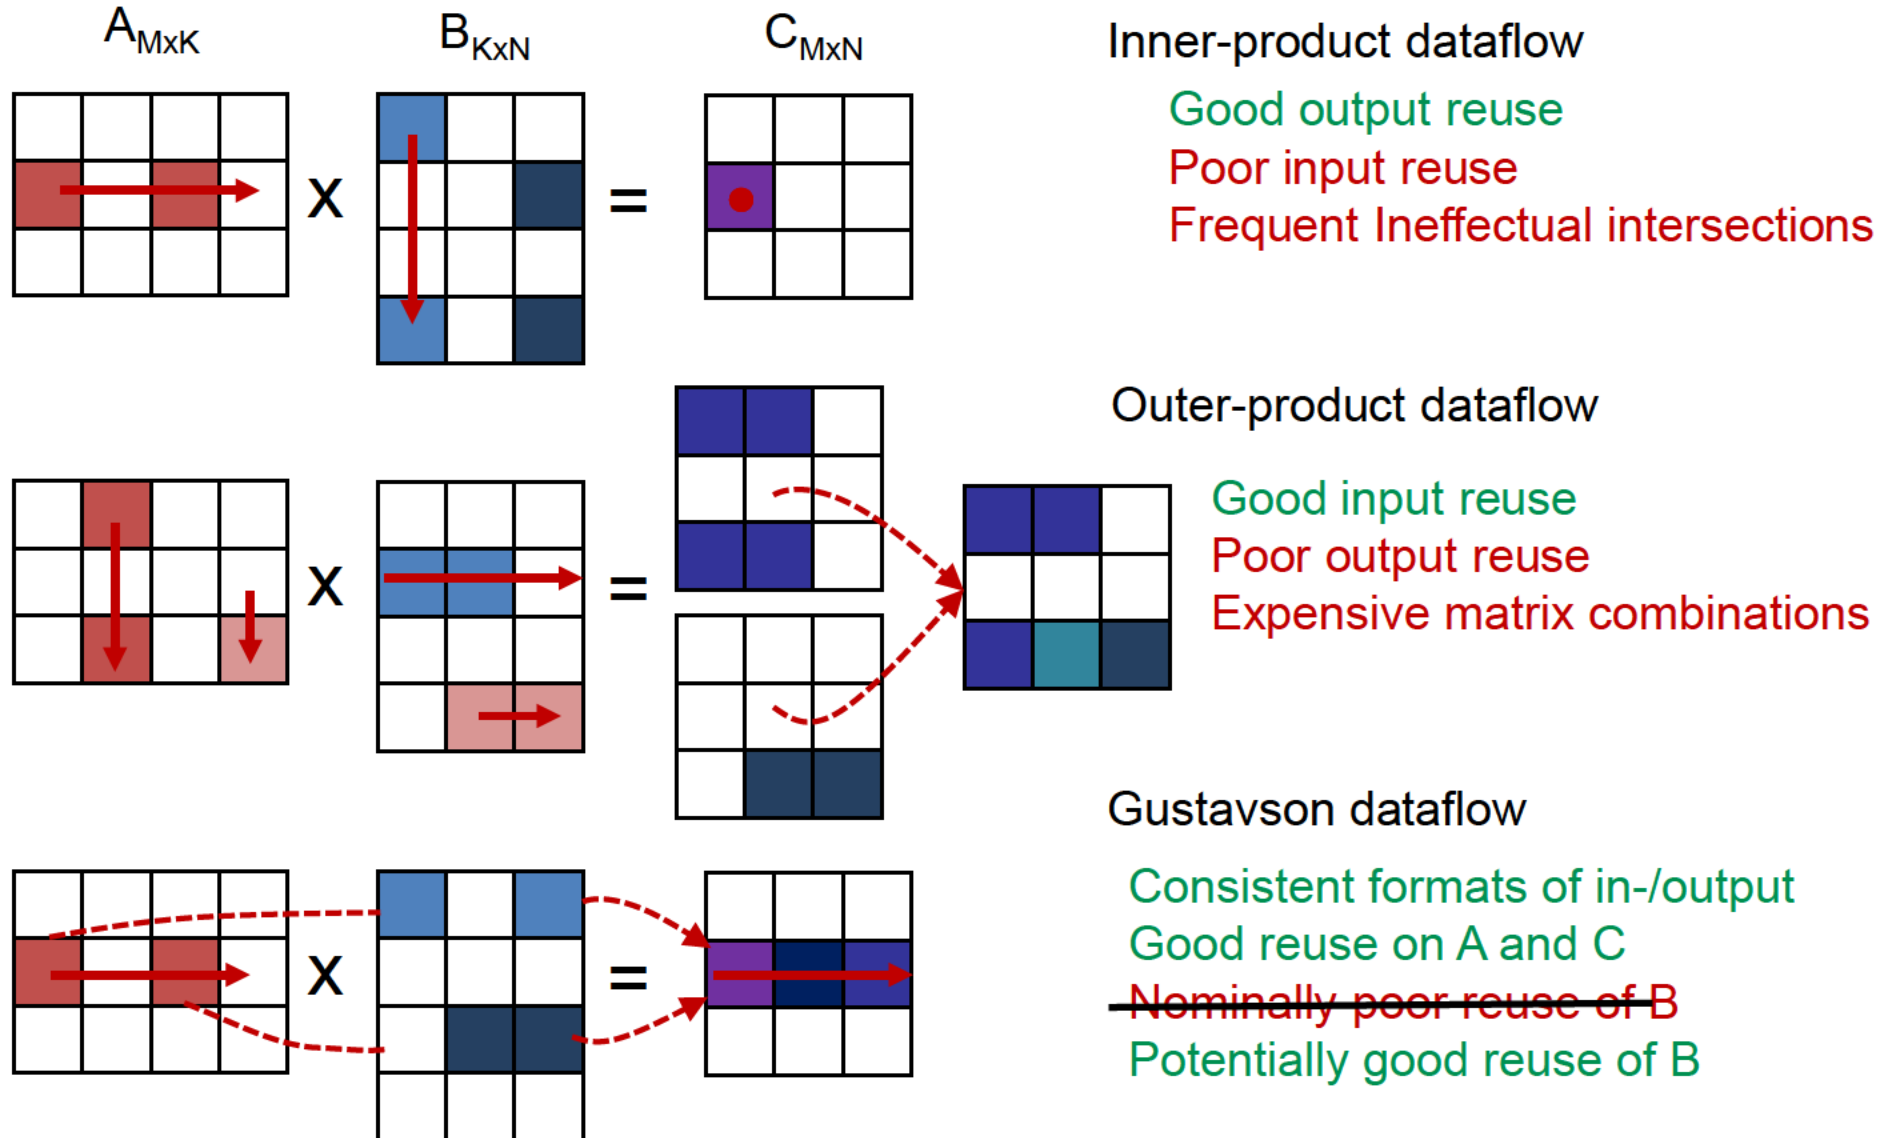 A_MxK B_KxN C_MxN
Inner-product dataflow
Good output reuse
Poor input reuse
Frequent Ineffectual intersections
X =
Outer-product dataflow
Good input reuse
Poor output reuse
Expensive matrix combinations
X =
Gustavson dataflow
Consistent formats of in-/output
Good reuse on A and C
Nominally poor reuse of B
Potentially good reuse of B
X =